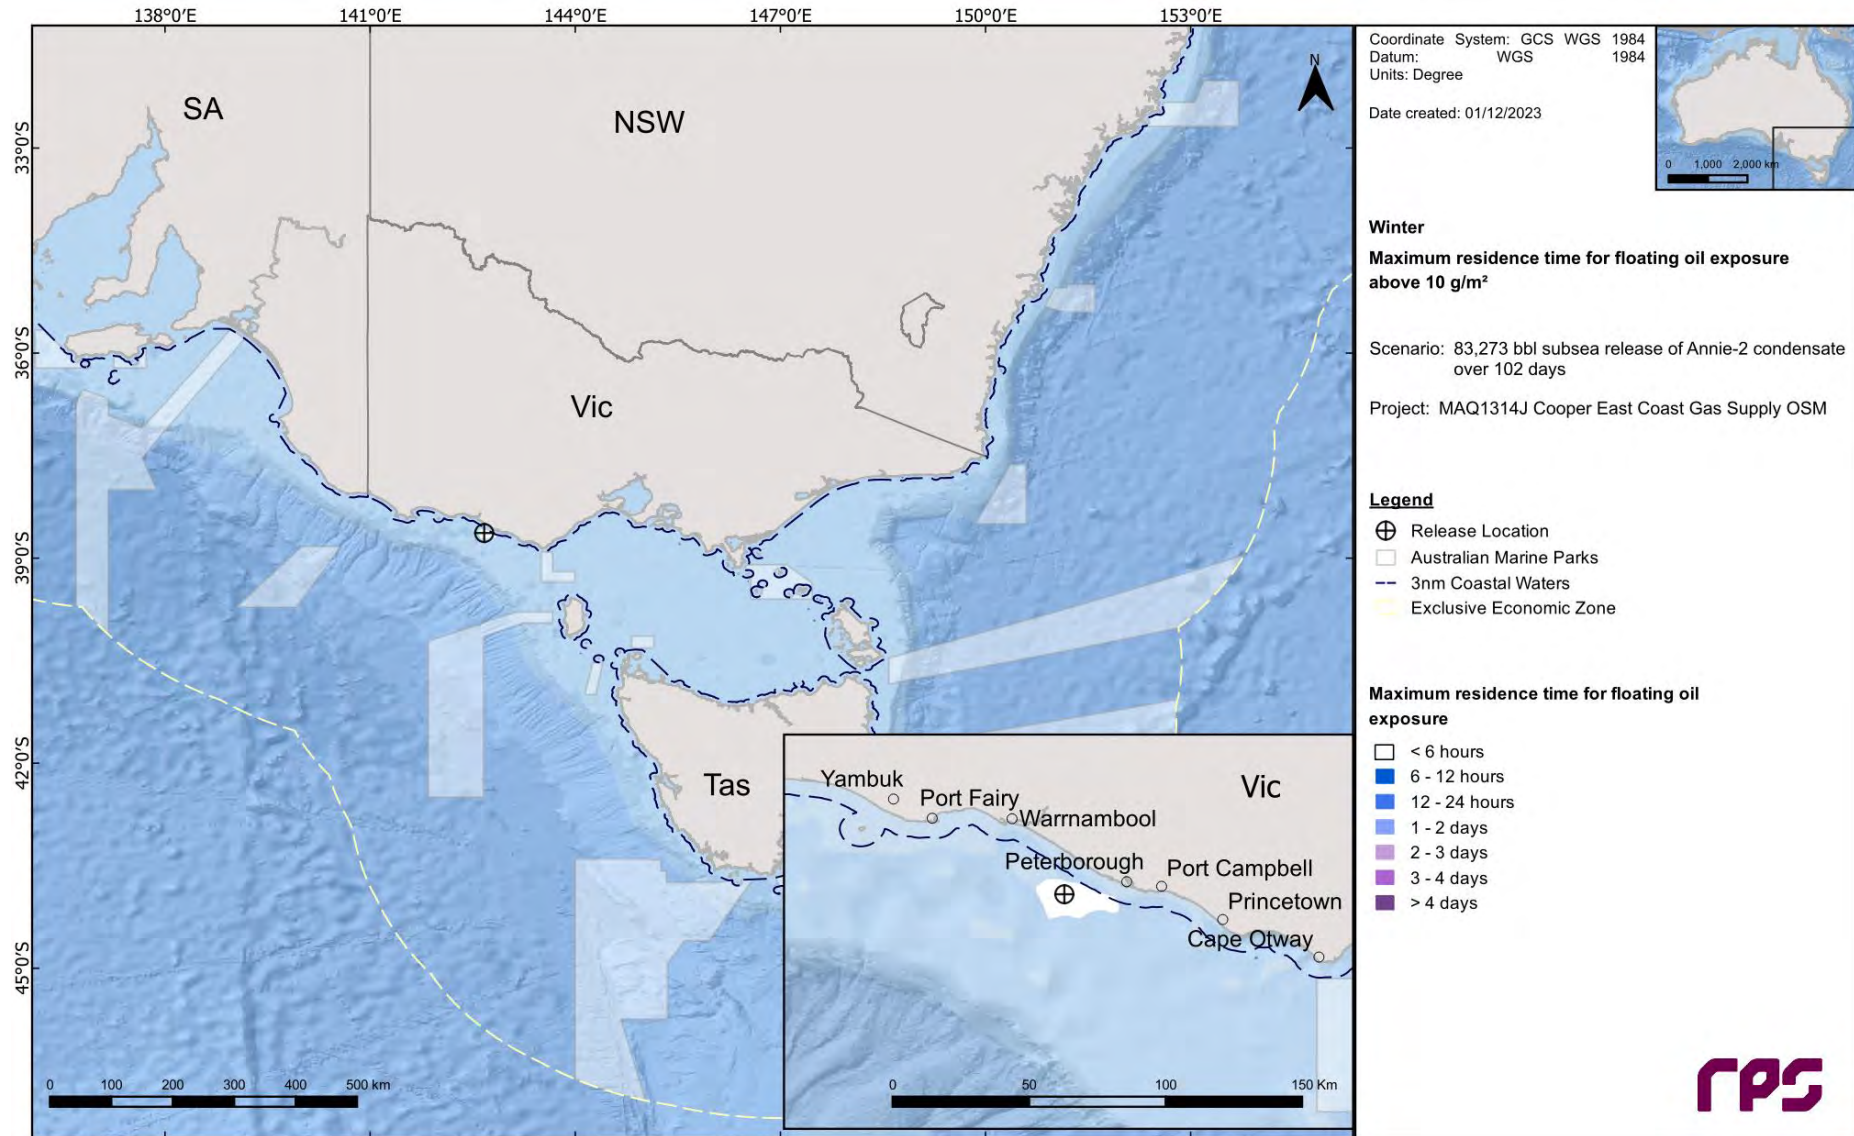 138°0'E 141°0'E 144°0'E 147°0'E 150°0'E 153°0'E
33°0'S
36°0'S
39°0'S
42°0'S
45°0'S
SA
NSW
Vic
Tas
N
0 100 200 300 400 500 km
Yambuk
Port Fairy
Warrnambool
Peterborough
Port Campbell
Princetown
Cape Otway
Vic
0 50 100 150 Km
Coordinate System: GCS WGS 1984
Datum: WGS 1984
Units: Degree
Date created: 01/12/2023
0 1,000 2,000 km
Winter
Maximum residence time for floating oil exposure
above 10 g/m²
Scenario: 83,273 bbl subsea release of Annie-2 condensate
over 102 days
Project: MAQ1314J Cooper East Coast Gas Supply OSM
Legend
Release Location
Australian Marine Parks
3nm Coastal Waters
Exclusive Economic Zone
Maximum residence time for floating oil
exposure
< 6 hours
6 - 12 hours
12 - 24 hours
1 - 2 days
2 - 3 days
3 - 4 days
> 4 days
rps